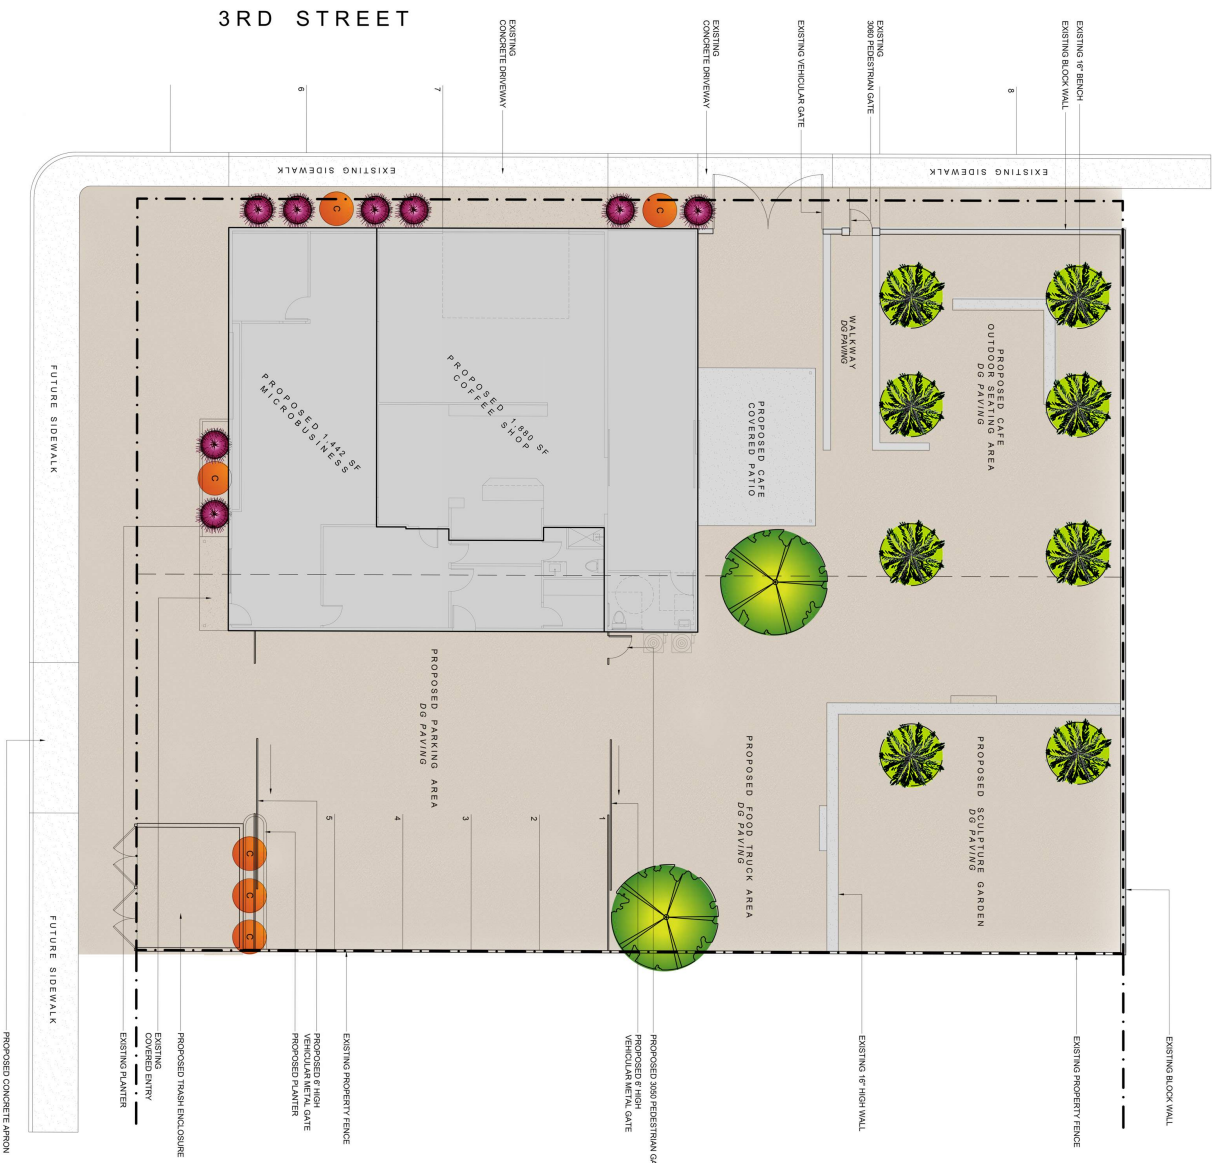 3RD STREET
EXISTING
CONCRETE DRIVEWAY
EXISTING
CONCRETE DRIVEWAY
EXISTING VEHICULAR GATE
EXISTING
3080 PEDESTRIAN GATE
EXISTING 16" BENCH
EXISTING BLOCK WALL
6
7
8
EXISTING SIDEWALK
EXISTING SIDEWALK
C
C
WALKWAY
DG PAVING
PROPOSED CAFE
OUTDOOR SEATING AREA
DG PAVING
PROPOSED 1,442 SF
MICROBUSINESS
PROPOSED 1,880 SF
COFFEE SHOP
PROPOSED CAFE
COVERED PATIO
FUTURE SIDEWALK
C
PROPOSED PARKING AREA
DG PAVING
PROPOSED FOOD TRUCK AREA
DG PAVING
PROPOSED SCULPTURE GARDEN
DG PAVING
5
4
3
2
1
C
C
C
FUTURE SIDEWALK
PROPOSED CONCRETE APRON
EXISTING PLANTER
EXISTING
COVERED ENTRY
PROPOSED TRASH ENCLOSURE
PROPOSED 6' HIGH
VEHICULAR METAL GATE
PROPOSED PLANTER
EXISTING PROPERTY FENCE
PROPOSED 6' HIGH
VEHICULAR METAL GATE
PROPOSED 3050 PEDESTRIAN GA
EXISTING 16" HIGH WALL
EXISTING PROPERTY FENCE
EXISTING BLOCK WALL